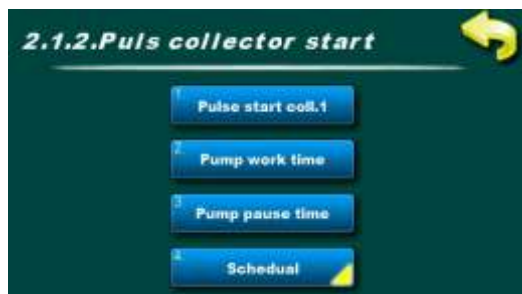 2.1.2.Puls collector start
1.
Pulse start coll.1
2.
Pump work time
3.
Pump pause time
4.
Schedual